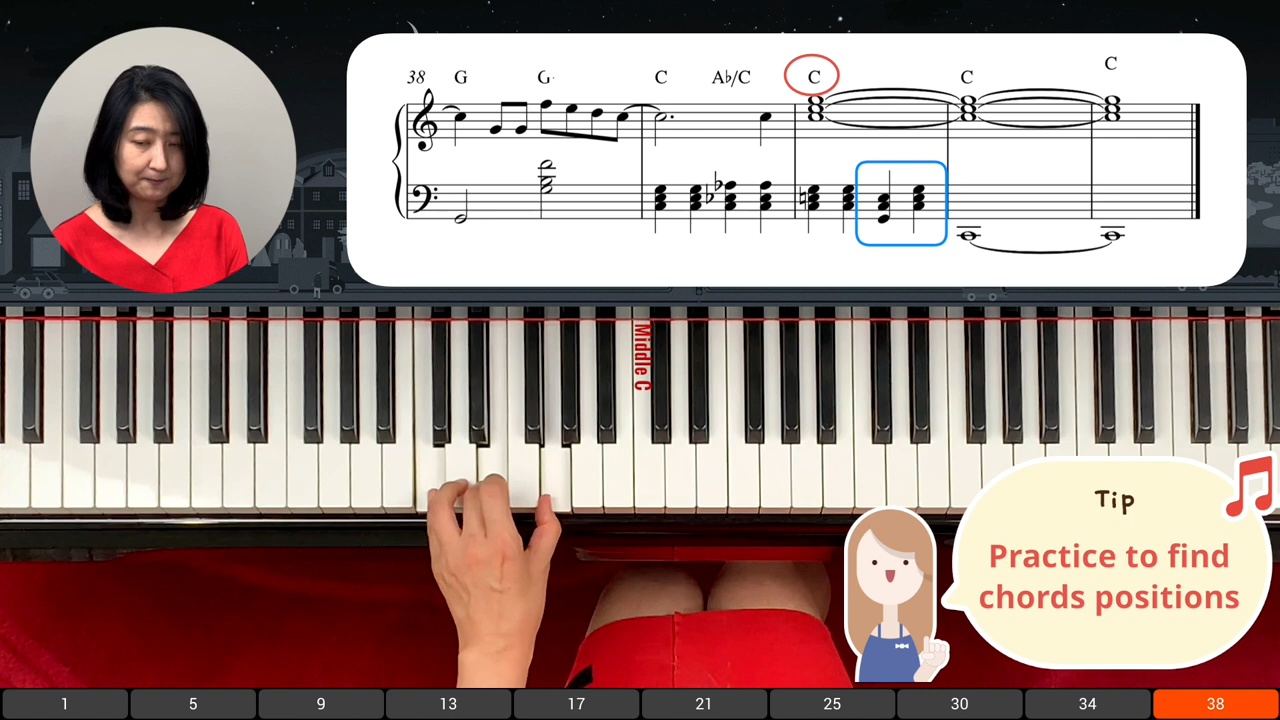 38 G G C A♭/C C C C
Middle C
Tip
Practice to find
chords positions
1 5 9 13 17 21 25 30 34 38